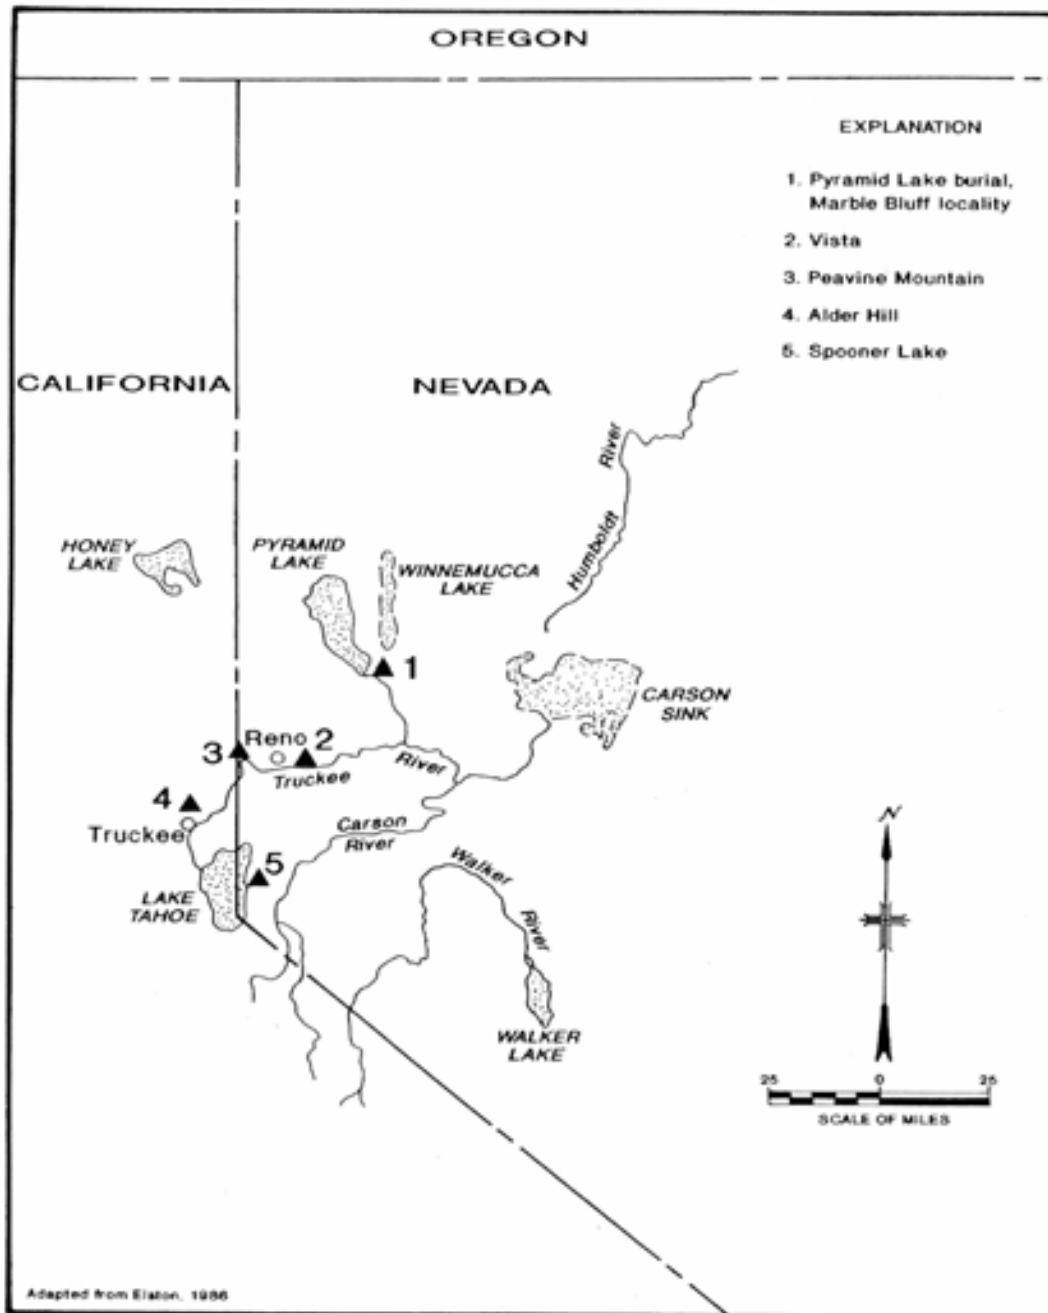 OREGON
EXPLANATION
1. Pyramid Lake burial,
Marble Bluff locality
2. Vista
3. Peavine Mountain
4. Alder Hill
5. Spooner Lake
CALIFORNIA
NEVADA
Humboldt River
HONEY
LAKE
PYRAMID
LAKE
WINNEMUCCA
LAKE
1
CARSON
SINK
3
Reno
2
Truckee River
4
Truckee
Carson
River
5
LAKE
TAHOE
Walker River
WALKER
LAKE
N
25 0 25
SCALE OF MILES
Adapted from Elston, 1986